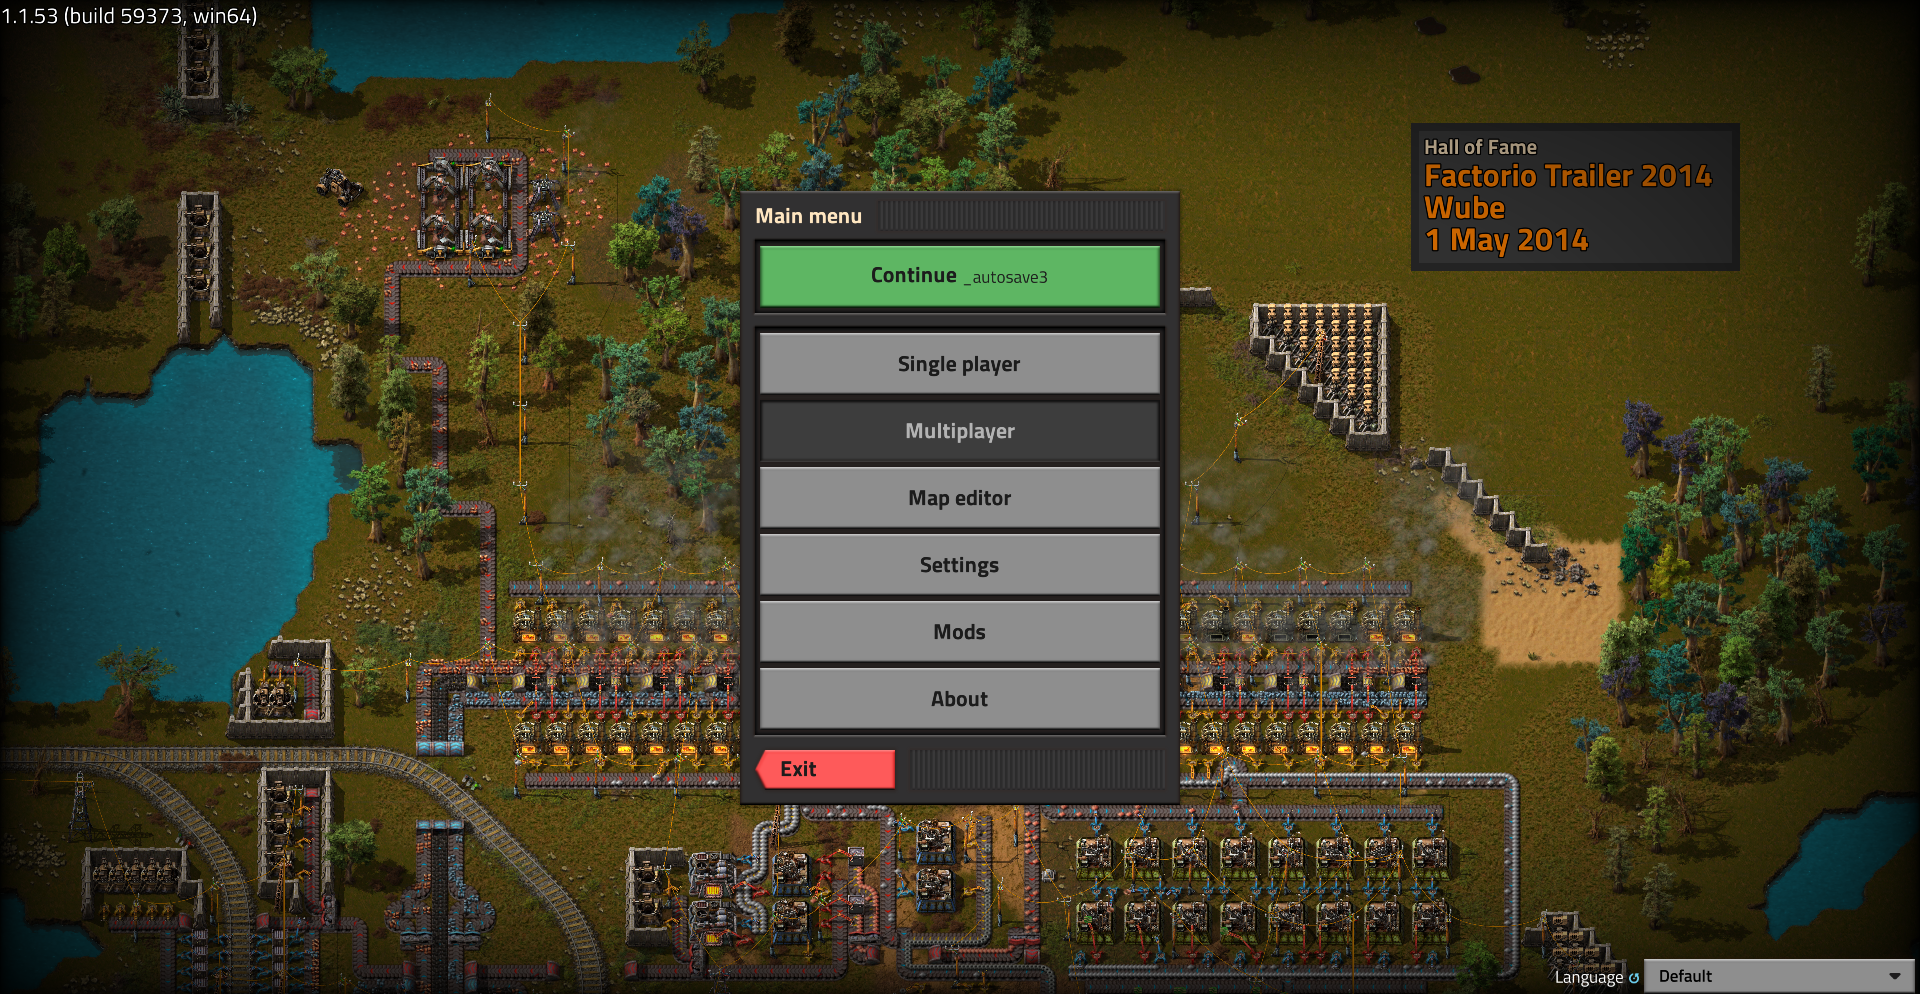 1.1.53 (build 59373, win64)
Hall of Fame
Factorio Trailer 2014
Wube
1 May 2014
Main menu
Continue _autosave3
Single player
Multiplayer
Map editor
Settings
Mods
About
Exit
Language
Default